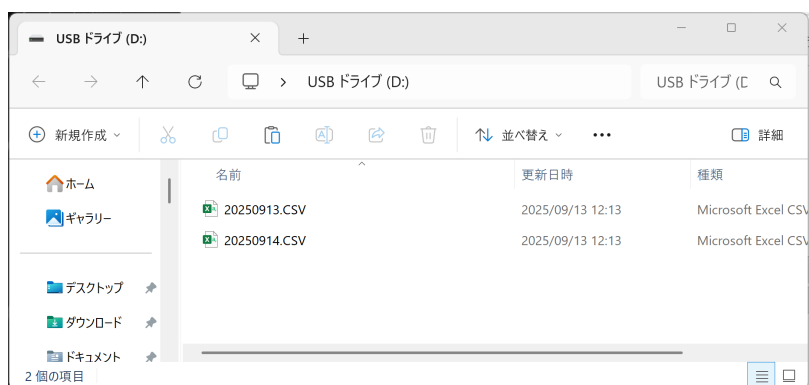 USB ドライブ (D:)
USB ドライブ (D:)
USB ドライブ (D
新規作成
並べ替え
詳細
名前 更新日時 種類
ホーム
ギャラリー
20250913.CSV 2025/09/13 12:13 Microsoft Excel CSV
20250914.CSV 2025/09/13 12:13 Microsoft Excel CSV
デスクトップ
ダウンロード
ドキュメント
2 個の項目